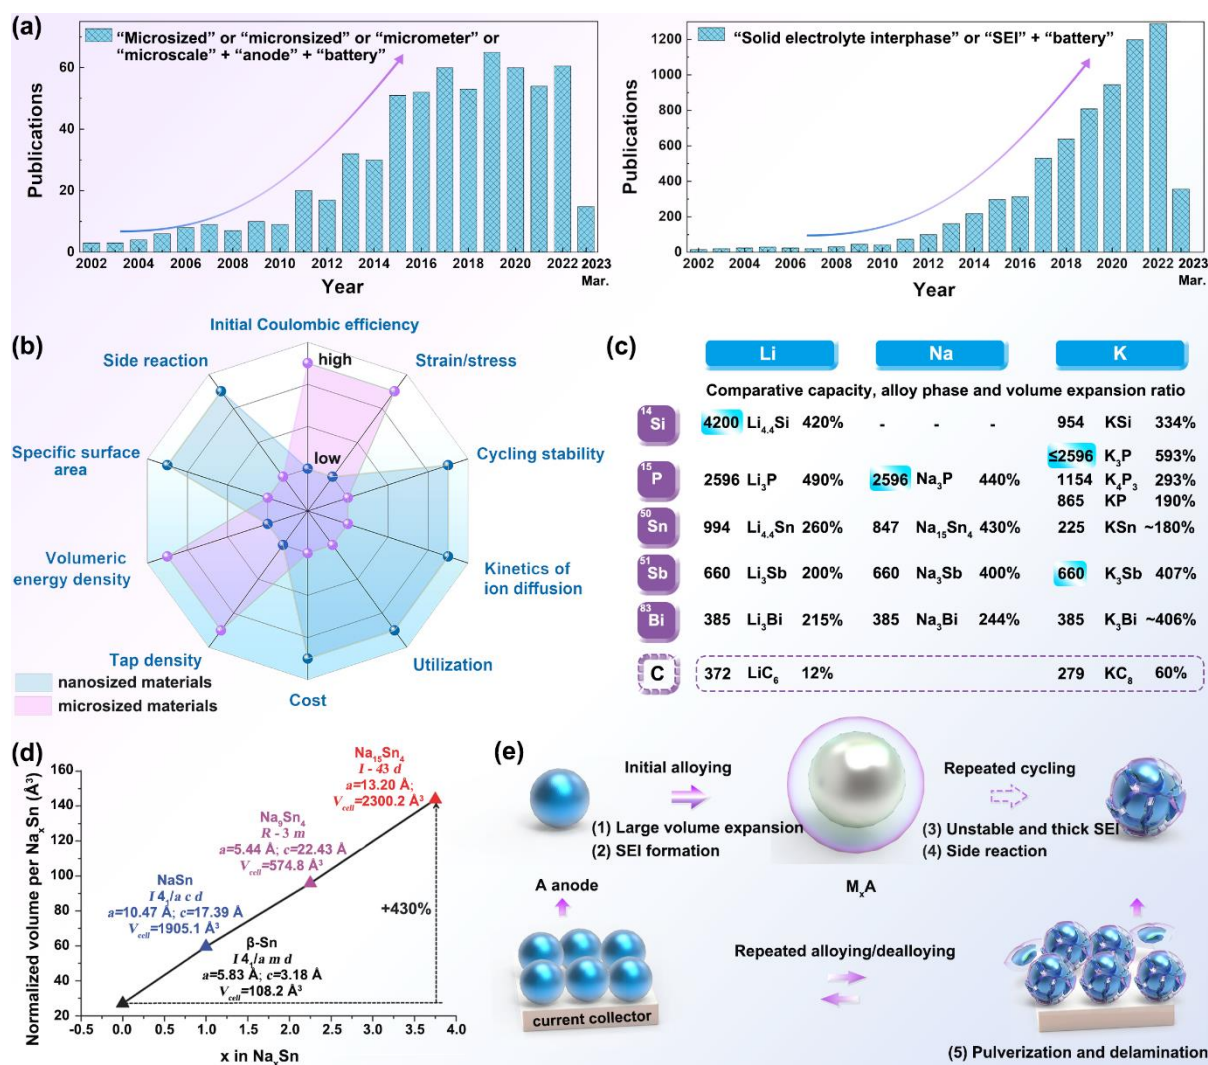 (a)
"Microsized" or "micronsized" or "micrometer" or
"microscale" + "anode" + "battery"
Publications
60
40
20
0
2002 2004 2006 2008 2010 2012 2014 2016 2018 2020 2022 2023
Mar.
Year
"Solid electrolyte interphase" or "SEI" + "battery"
Publications
1200
1000
800
600
400
200
0
2002 2004 2006 2008 2010 2012 2014 2016 2018 2020 2022 2023
Mar.
Year
(b)
Initial Coulombic efficiency
Side reaction
high
Strain/stress
Specific surface
area
low
Cycling stability
Volumeric
energy density
Kinetics of
ion diffusion
Tap density
Utilization
Cost
nanosized materials
microsized materials
(c)
Li Na K
Comparative capacity, alloy phase and volume expansion ratio
14 Si 4200 Li4.4Si 420% - - - 954 KSi 334%
≤2596 K3P 593%
15 P 2596 Li3P 490% 2596 Na3P 440% 1154 K4P3 293%
865 KP 190%
50 Sn 994 Li4.4Sn 260% 847 Na15Sn4 430% 225 KSn ~180%
51 Sb 660 Li3Sb 200% 660 Na3Sb 400% 660 K3Sb 407%
83 Bi 385 Li3Bi 215% 385 Na3Bi 244% 385 K3Bi ~406%
C 372 LiC6 12% 279 KC8 60%
(d)
Normalized volume per NaxSn (Å³)
160
140
120
100
80
60
40
20
Na15Sn4
I - 43 d
a=13.20 Å;
Vcell=2300.2 Å³
Na9Sn4
R - 3 m
a=5.44 Å; c=22.43 Å
Vcell=574.8 Å³
NaSn
I 41/a c d
a=10.47 Å; c=17.39 Å
Vcell=1905.1 Å³
+430%
β-Sn
I 41/a m d
a=5.83 Å; c=3.18 Å
Vcell=108.2 Å³
-0.5 0.0 0.5 1.0 1.5 2.0 2.5 3.0 3.5 4.0
x in NaxSn
(e)
Initial alloying
(1) Large volume expansion
(2) SEI formation
Repeated cycling
(3) Unstable and thick SEI
(4) Side reaction
A anode
MxA
Repeated alloying/dealloying
current collector
(5) Pulverization and delamination